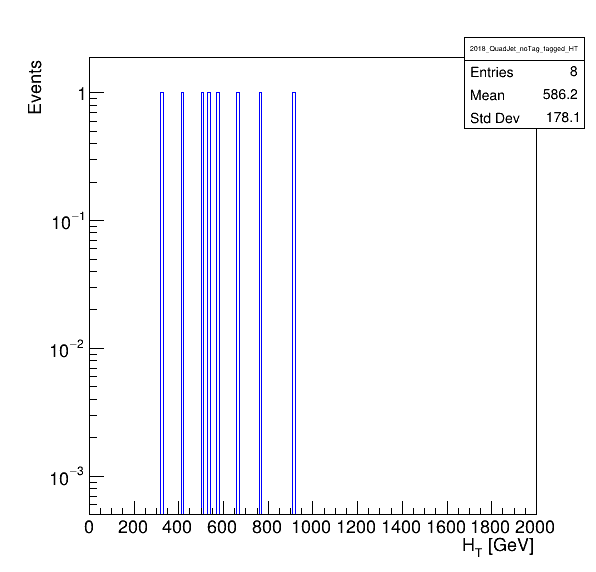 2018_QuadJet_noTag_tagged_HT
Entries 8
Mean 586.2
Std Dev 178.1
Events
1
10⁻¹
10⁻²
10⁻³
0 200 400 600 800 1000 1200 1400 1600 1800 2000
H_T [GeV]